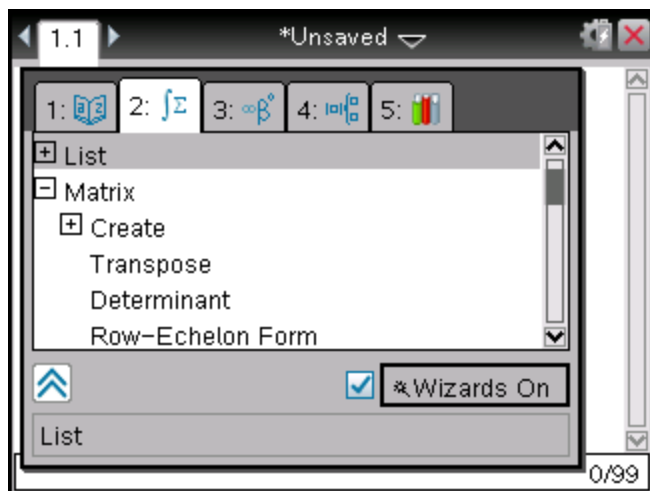 1.1 *Unsaved
1: 2: ∫Σ 3: ∞β° 4: 5:
List
Matrix
Create
Transpose
Determinant
Row-Echelon Form
Wizards On
List
0/99